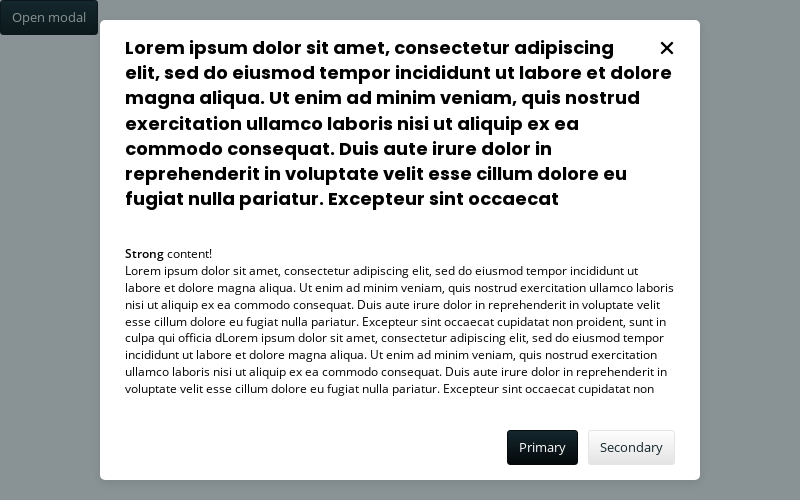 Open modal
Lorem ipsum dolor sit amet, consectetur adipiscing
elit, sed do eiusmod tempor incididunt ut labore et dolore
magna aliqua. Ut enim ad minim veniam, quis nostrud
exercitation ullamco laboris nisi ut aliquip ex ea
commodo consequat. Duis aute irure dolor in
reprehenderit in voluptate velit esse cillum dolore eu
fugiat nulla pariatur. Excepteur sint occaecat
Strong content!
Lorem ipsum dolor sit amet, consectetur adipiscing elit, sed do eiusmod tempor incididunt ut
labore et dolore magna aliqua. Ut enim ad minim veniam, quis nostrud exercitation ullamco laboris
nisi ut aliquip ex ea commodo consequat. Duis aute irure dolor in reprehenderit in voluptate velit
esse cillum dolore eu fugiat nulla pariatur. Excepteur sint occaecat cupidatat non proident, sunt in
culpa qui officia dLorem ipsum dolor sit amet, consectetur adipiscing elit, sed do eiusmod tempor
incididunt ut labore et dolore magna aliqua. Ut enim ad minim veniam, quis nostrud exercitation
ullamco laboris nisi ut aliquip ex ea commodo consequat. Duis aute irure dolor in reprehenderit in
voluptate velit esse cillum dolore eu fugiat nulla pariatur. Excepteur sint occaecat cupidatat non
Primary
Secondary